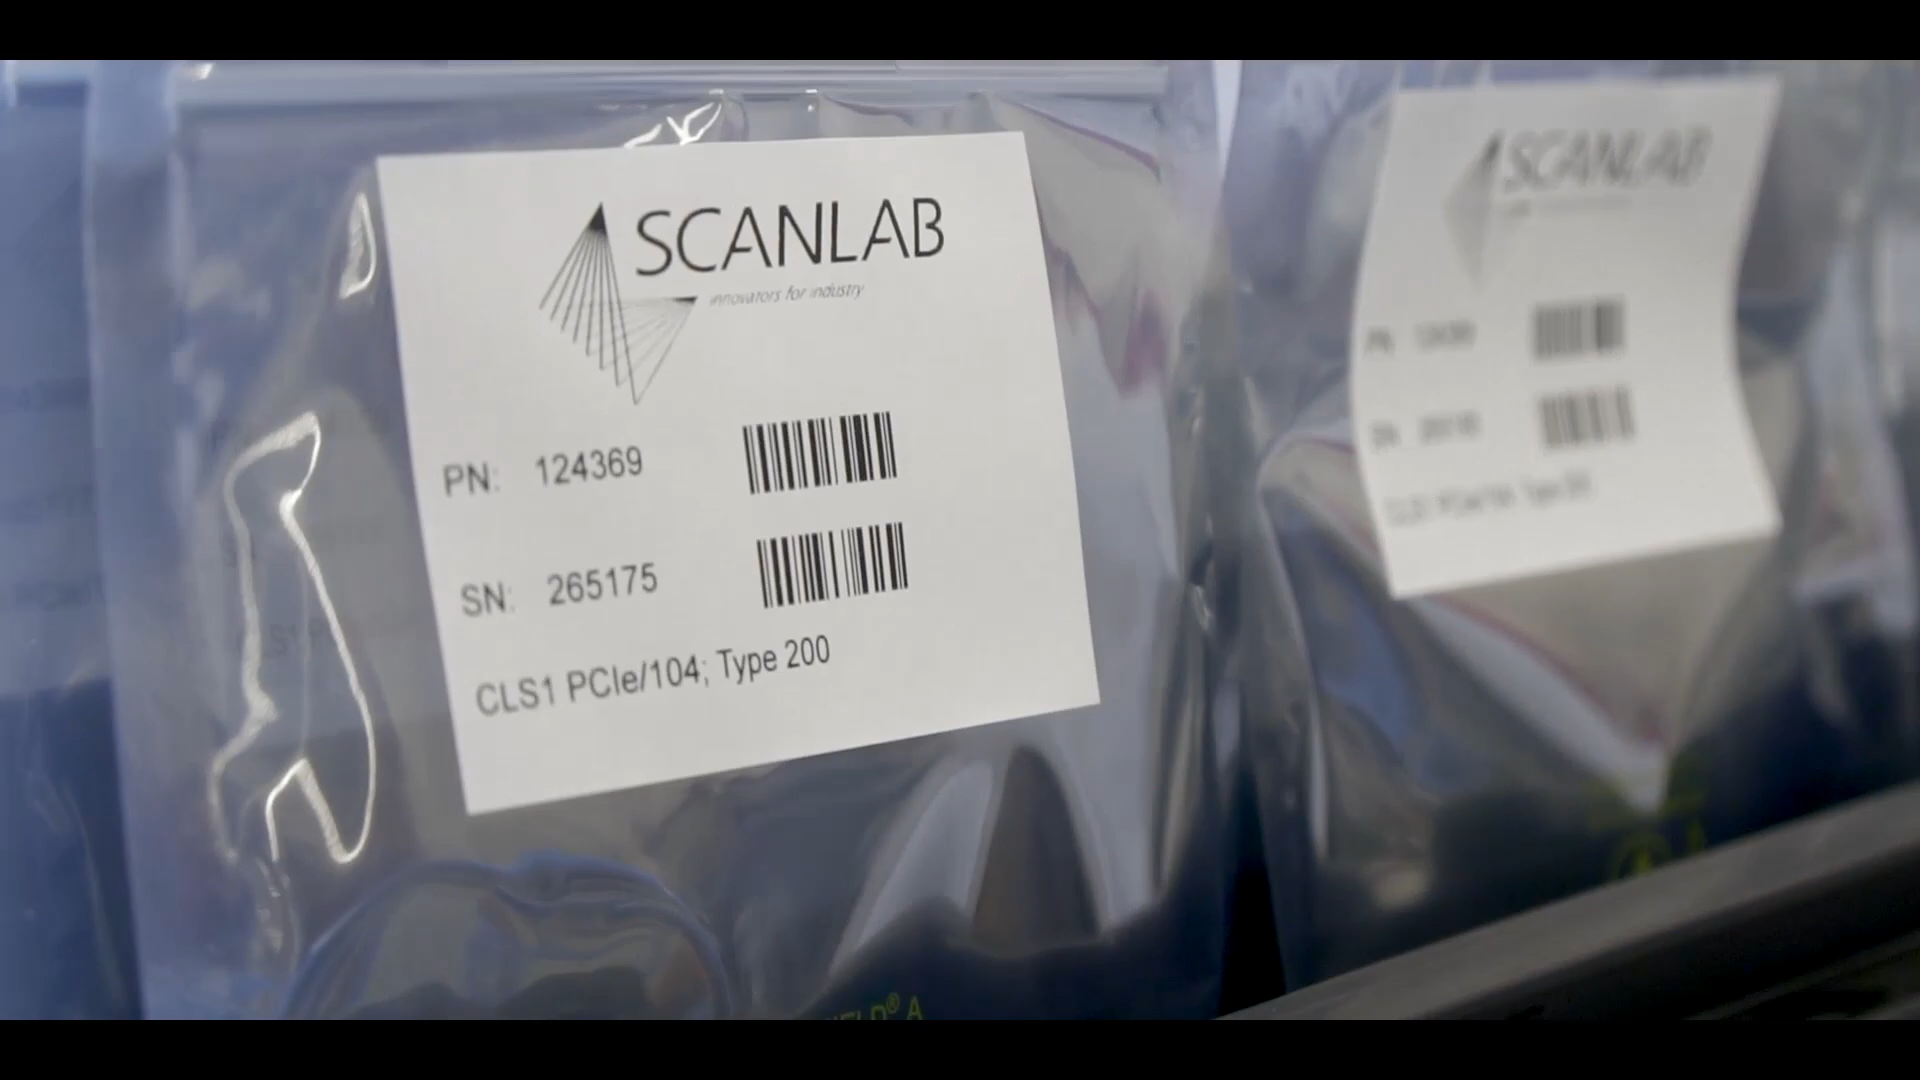 SCANLAB
innovators for industry
PN: 124369
SN: 265175
CLS1 PCIe/104; Type 200
SCANLAB
® A